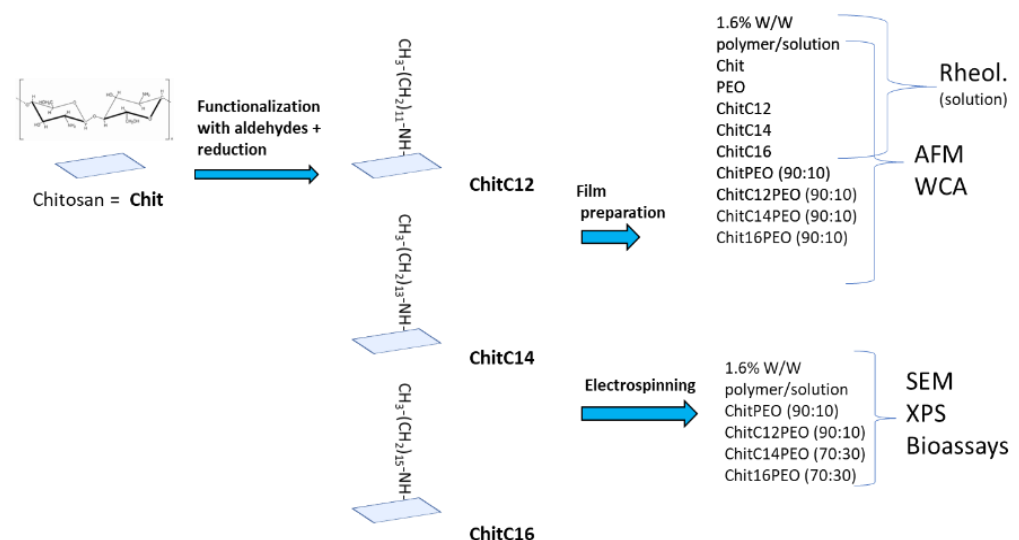 Chitosan = Chit
Functionalization
with aldehydes +
reduction
CH3-(CH2)11-NH-
ChitC12
CH3-(CH2)13-NH-
ChitC14
CH3-(CH2)15-NH-
ChitC16
Film
preparation
1.6% W/W
polymer/solution
Chit
PEO
ChitC12
ChitC14
ChitC16
ChitPEO (90:10)
ChitC12PEO (90:10)
ChitC14PEO (90:10)
Chit16PEO (90:10)
Rheol.
(solution)
AFM
WCA
Electrospinning
1.6% W/W
polymer/solution
ChitPEO (90:10)
ChitC12PEO (90:10)
ChitC14PEO (70:30)
Chit16PEO (70:30)
SEM
XPS
Bioassays